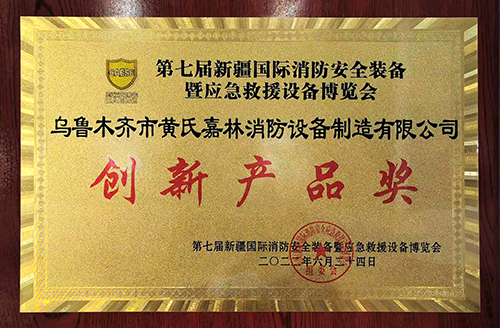 第七届新疆国际消防安全装备
暨应急救援设备博览会
乌鲁木齐市黄氏嘉林消防设备制造有限公司
创新产品奖
第七届新疆国际消防安全装备暨应急救援设备博览会
二〇二二年六月二十四日
组委会